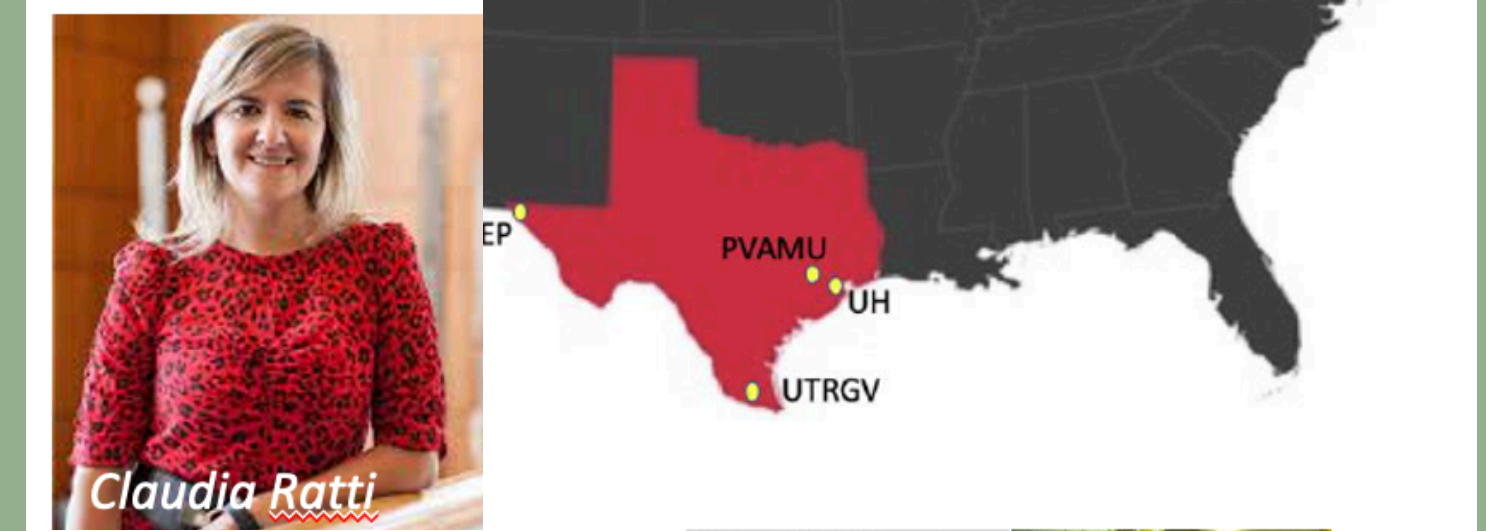 EP
PVAMU
UH
UTRGV
Claudia Ratti